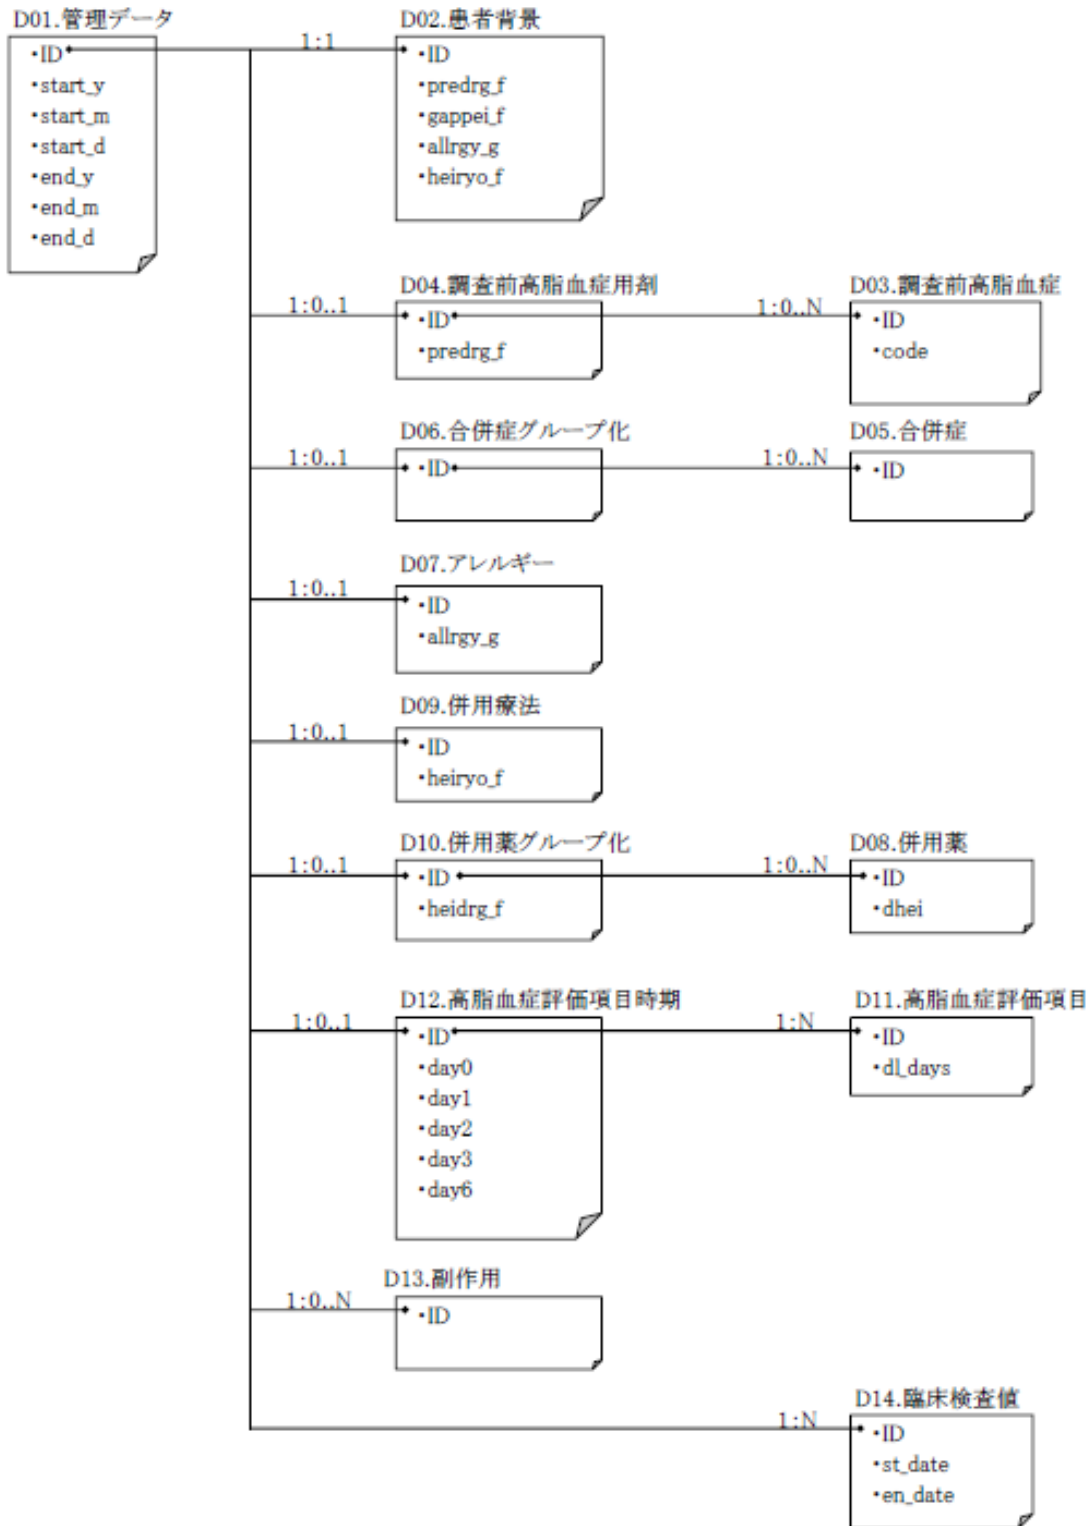 D01.管理データ
・ID
・start_y
・start_m
・start_d
・end_y
・end_m
・end_d
1:1
D02.患者背景
・ID
・predrg_f
・gappei_f
・allrgy_g
・heiryo_f
1:0..1
D04.調査前高脂血症用剤
・ID
・predrg_f
1:0..N
D03.調査前高脂血症
・ID
・code
1:0..1
D06.合併症グループ化
・ID
1:0..N
D05.合併症
・ID
1:0..1
D07.アレルギー
・ID
・allrgy_g
1:0..1
D09.併用療法
・ID
・heiryo_f
1:0..1
D10.併用薬グループ化
・ID
・heidrg_f
1:0..N
D08.併用薬
・ID
・dhei
1:0..1
D12.高脂血症評価項目時期
・ID
・day0
・day1
・day2
・day3
・day6
1:N
D11.高脂血症評価項目
・ID
・dl_days
1:0..N
D13.副作用
・ID
1:N
D14.臨床検査値
・ID
・st_date
・en_date